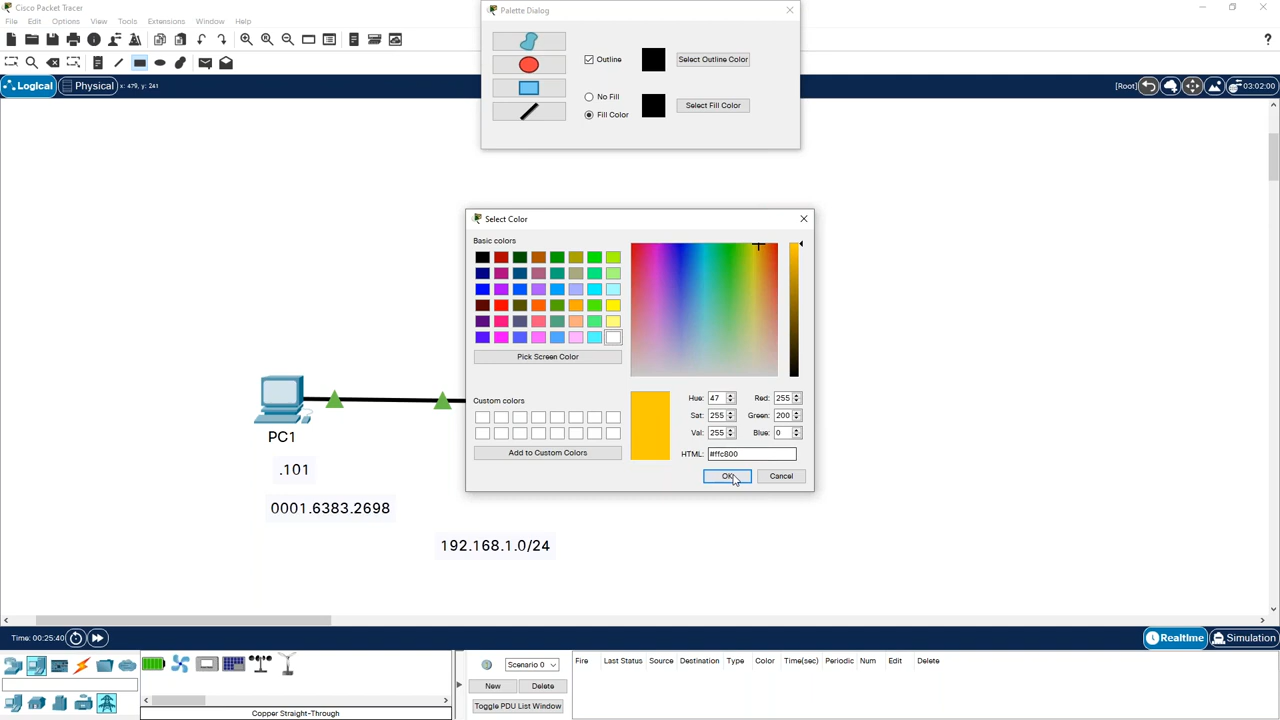 Cisco Packet Tracer
File Edit Options View Tools Extensions Window Help
Logical Physical x: 479, y: 241
[Root] 03:02:00
Palette Dialog
Outline Select Outline Color
No Fill
Fill Color Select Fill Color
Select Color
Basic colors
Pick Screen Color
Custom colors
Add to Custom Colors
Hue: 47 Red: 255
Sat: 255 Green: 200
Val: 255 Blue: 0
HTML: #ffc800
OK Cancel
PC1
.101
0001.6383.2698
192.168.1.0/24
Time: 00:25:40 Realtime Simulation
Scenario 0
New Delete
Toggle PDU List Window
Fire Last Status Source Destination Type Color Time(sec) Periodic Num Edit Delete
Copper Straight-Through